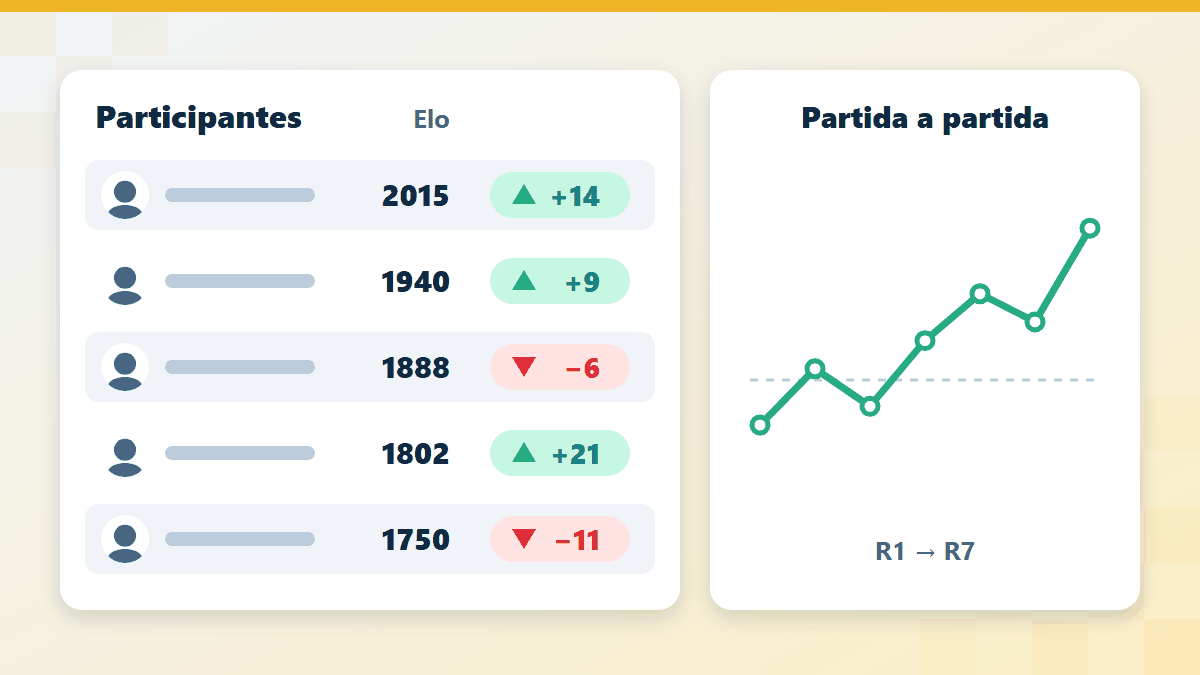 Participantes Elo
2015 ▲ +14
1940 ▲ +9
1888 ▼ −6
1802 ▲ +21
1750 ▼ −11
Partida a partida
R1 → R7